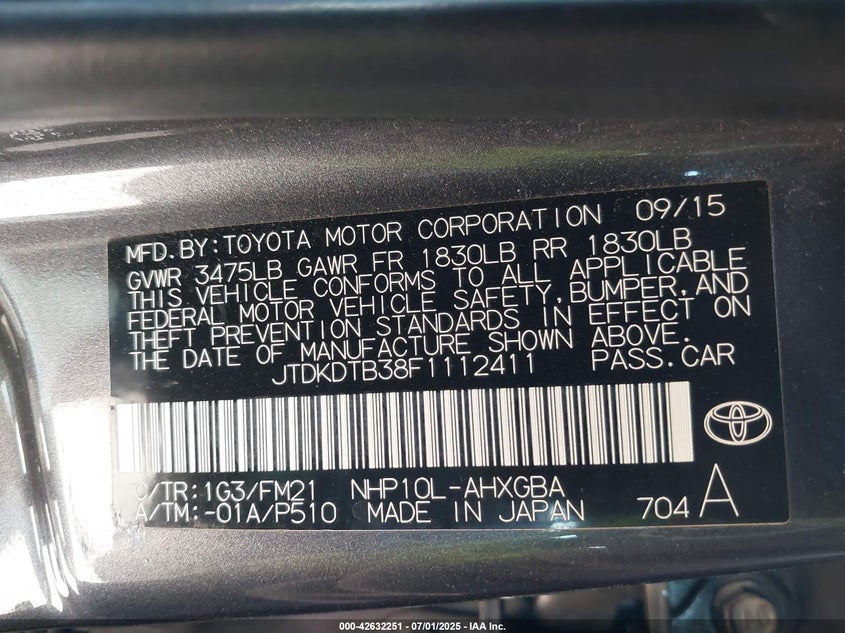 MFD.BY:TOYOTA MOTOR CORPORATION 09/15
GVWR 3475LB GAWR FR 1830LB RR 1830LB
THIS VEHICLE CONFORMS TO ALL APPLICABLE
FEDERAL MOTOR VEHICLE SAFETY,BUMPER,AND
THEFT PREVENTION STANDARDS IN EFFECT ON
THE DATE OF MANUFACTURE SHOWN ABOVE.
JTDKDTB38F1112411 PASS.CAR
C/TR:1G3/FM21 NHP10L-AHXGBA
A/TM:-01A/P510 MADE IN JAPAN 704 A
000-42632251 - 07/01/2025 - IAA Inc.